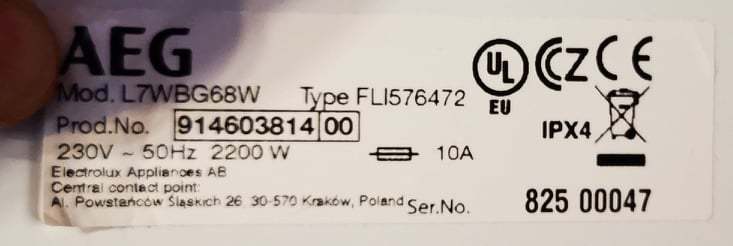 AEG
Mod. L7WBG68W Type FLI576472
Prod.No. 914603814 00
230V ~ 50Hz 2200 W 10A
Electrolux Appliances AB
Central contact point:
Al. Powstańców Śląskich 26 30-570 Kraków, Poland
Ser.No. 825 00047
UL
EU
CE
IPX4